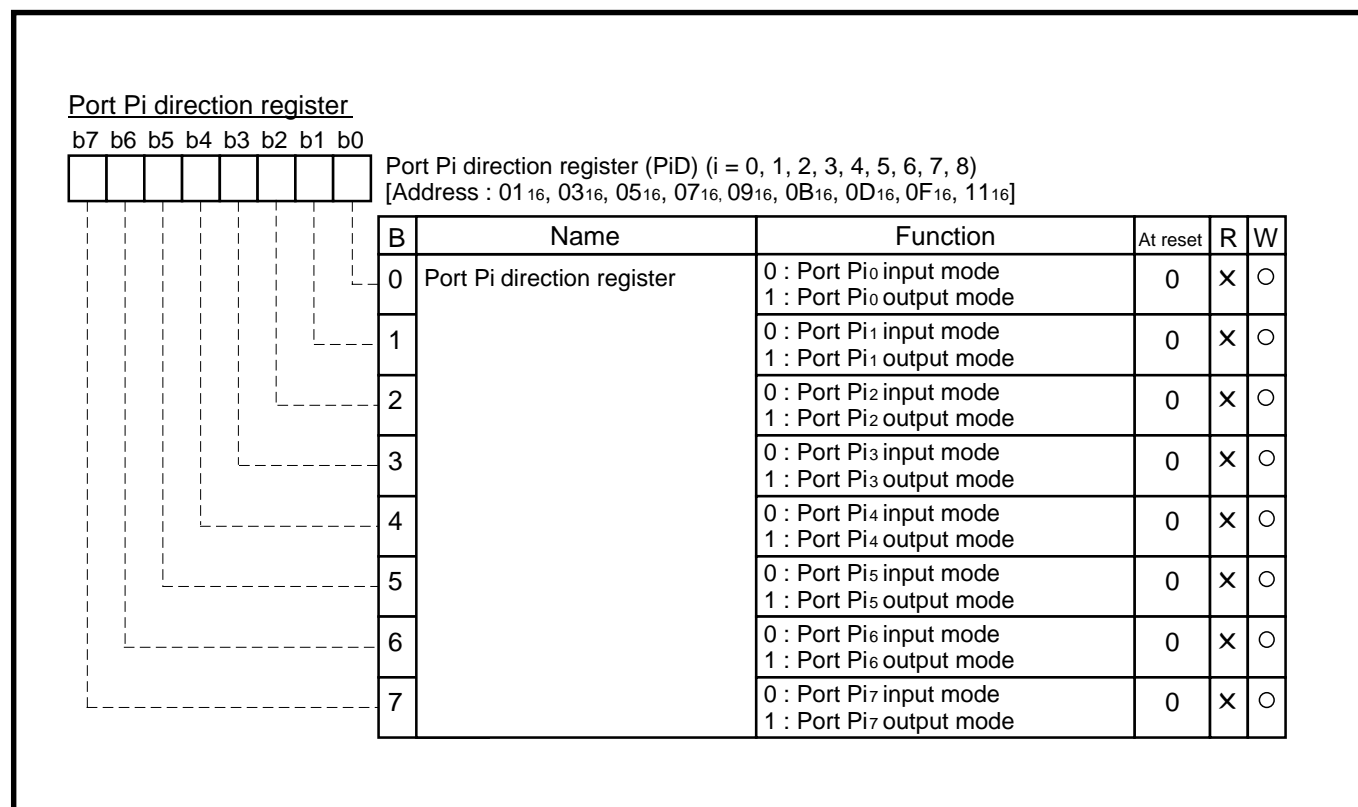 Port Pi direction register
b7 b6 b5 b4 b3 b2 b1 b0
Port Pi direction register (PiD) (i = 0, 1, 2, 3, 4, 5, 6, 7, 8)
[Address : 01₁₆, 03₁₆, 05₁₆, 07₁₆, 09₁₆, 0B₁₆, 0D₁₆, 0F₁₆, 11₁₆]
B Name Function At reset R W
0 Port Pi direction register 0 : Port Pi₀ input mode 0 × ○
1 : Port Pi₀ output mode
1 0 : Port Pi₁ input mode 0 × ○
1 : Port Pi₁ output mode
2 0 : Port Pi₂ input mode 0 × ○
1 : Port Pi₂ output mode
3 0 : Port Pi₃ input mode 0 × ○
1 : Port Pi₃ output mode
4 0 : Port Pi₄ input mode 0 × ○
1 : Port Pi₄ output mode
5 0 : Port Pi₅ input mode 0 × ○
1 : Port Pi₅ output mode
6 0 : Port Pi₆ input mode 0 × ○
1 : Port Pi₆ output mode
7 0 : Port Pi₇ input mode 0 × ○
1 : Port Pi₇ output mode